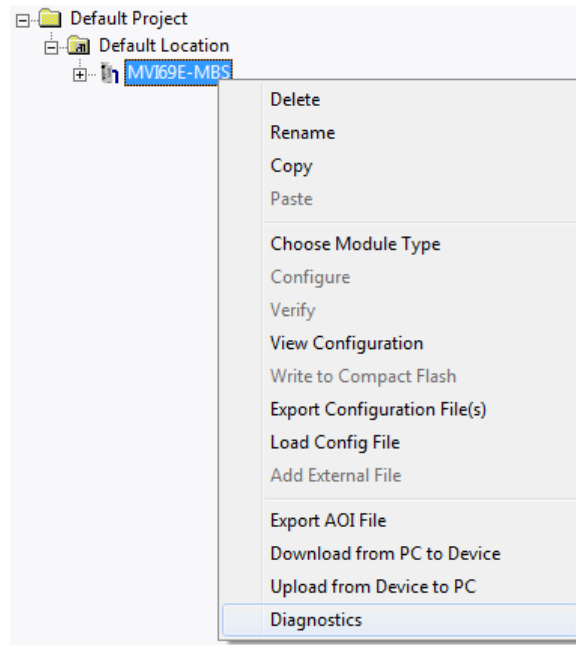 Default Project
Default Location
MVI69E-MBS
Delete
Rename
Copy
Paste
Choose Module Type
Configure
Verify
View Configuration
Write to Compact Flash
Export Configuration File(s)
Load Config File
Add External File
Export AOI File
Download from PC to Device
Upload from Device to PC
Diagnostics